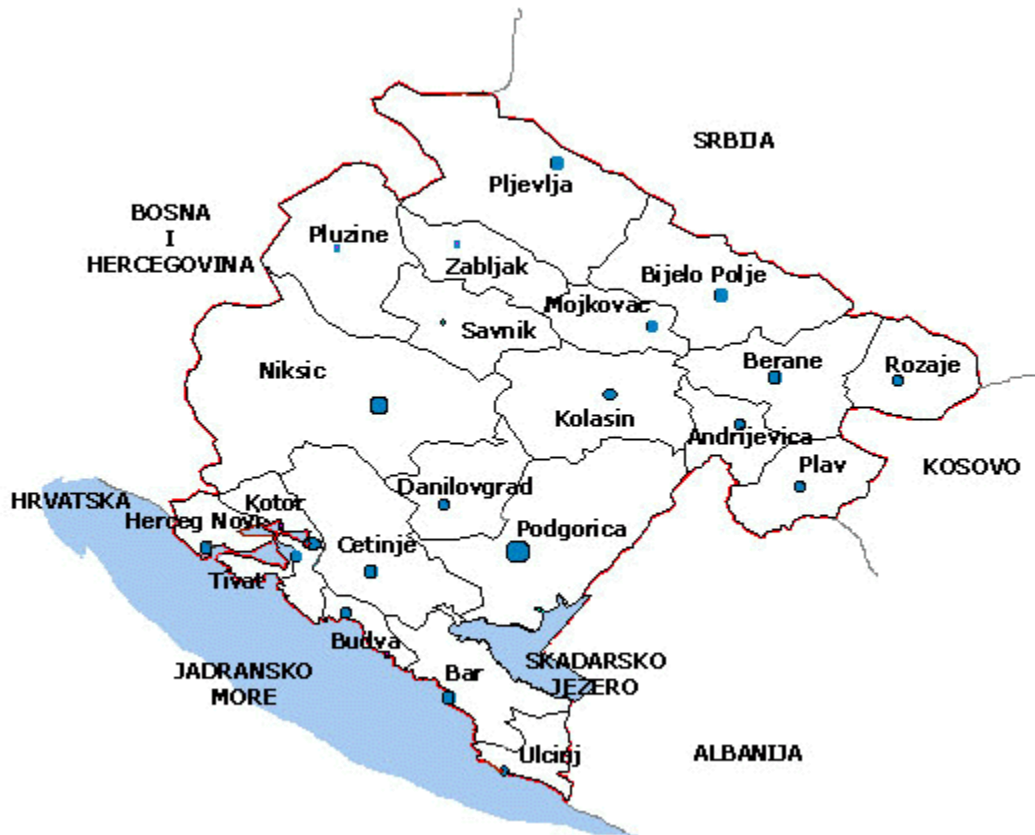 SRBIJA
Pljevlja
BOSNA
I
HERCEGOVINA
Pluzine
Zabljak
Bijelo Polje
Mojkovac
Savnik
Niksic
Berane
Rozaje
Kolasin
Andrijevica
Plav
KOSOVO
Danilovgrad
HRVATSKA
Kotor
Herceg Novi
Cetinje
Podgorica
Tivat
Budva
JADRANSKO
MORE
Bar
SKADARSKO
JEZERO
Ulcinj
ALBANIJA